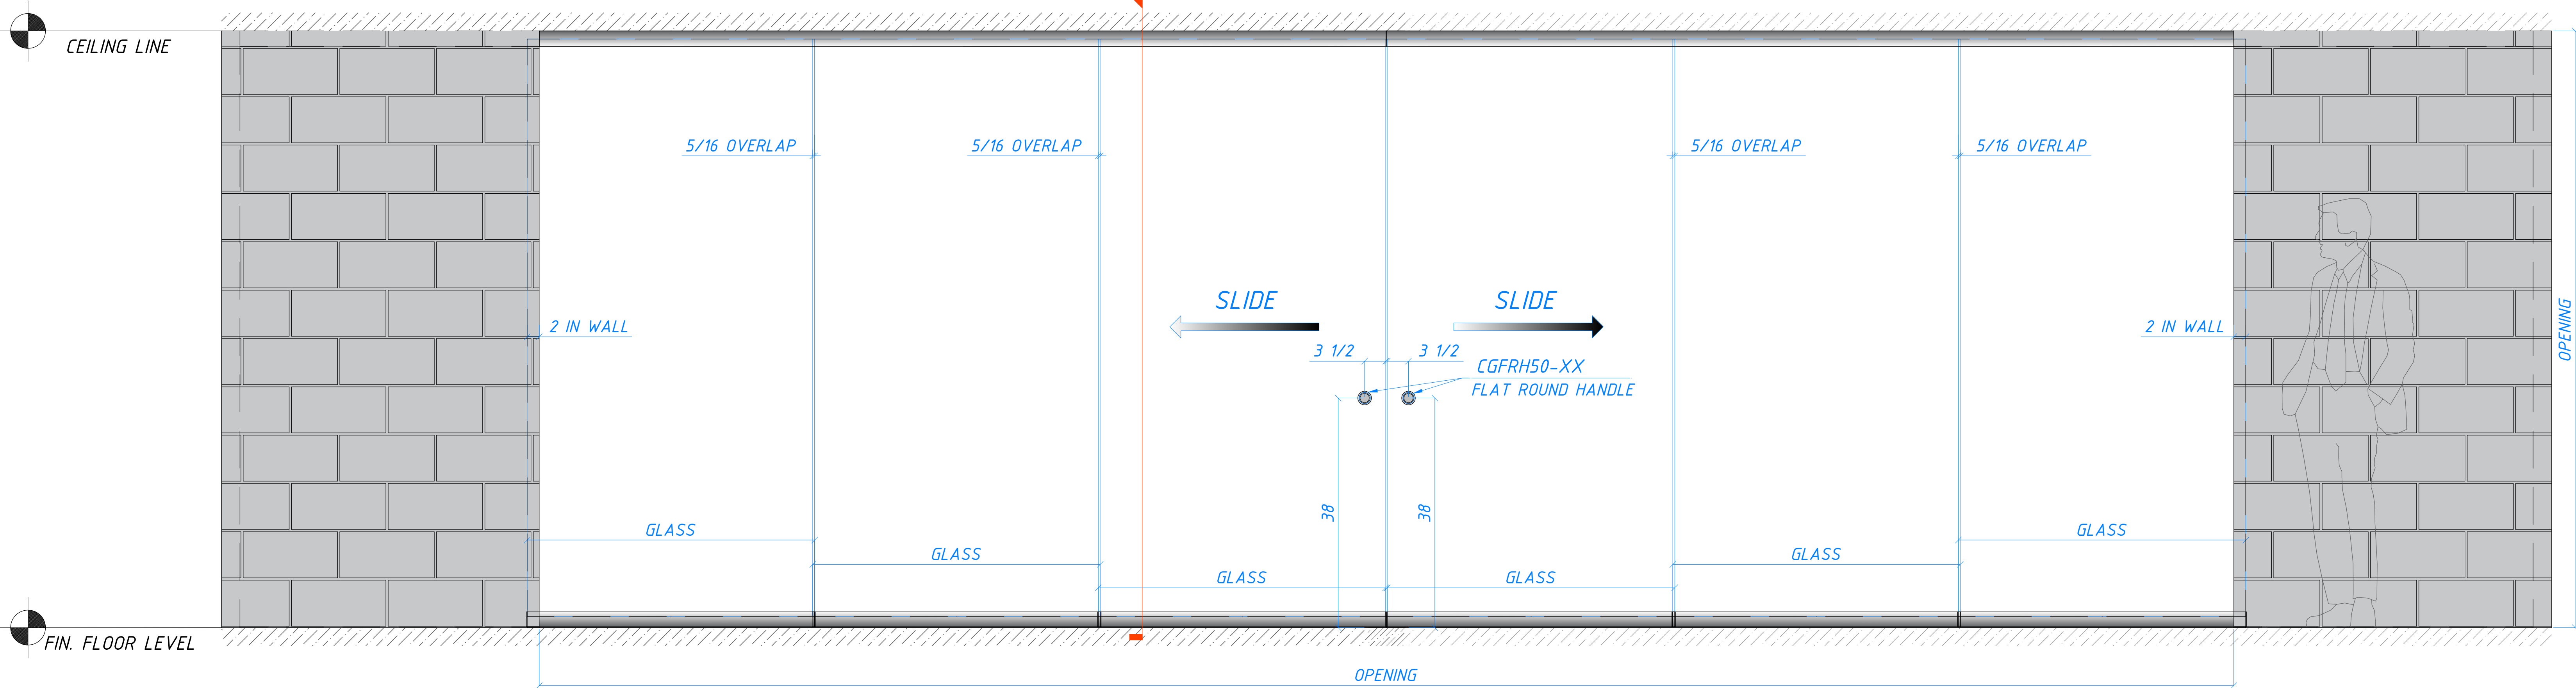 CEILING LINE
5/16 OVERLAP
5/16 OVERLAP
5/16 OVERLAP
5/16 OVERLAP
SLIDE
SLIDE
2 IN WALL
2 IN WALL
OPENING
3 1/2
3 1/2
CGFRH50-XX
FLAT ROUND HANDLE
38
38
GLASS
GLASS
GLASS
GLASS
GLASS
GLASS
FIN. FLOOR LEVEL
OPENING